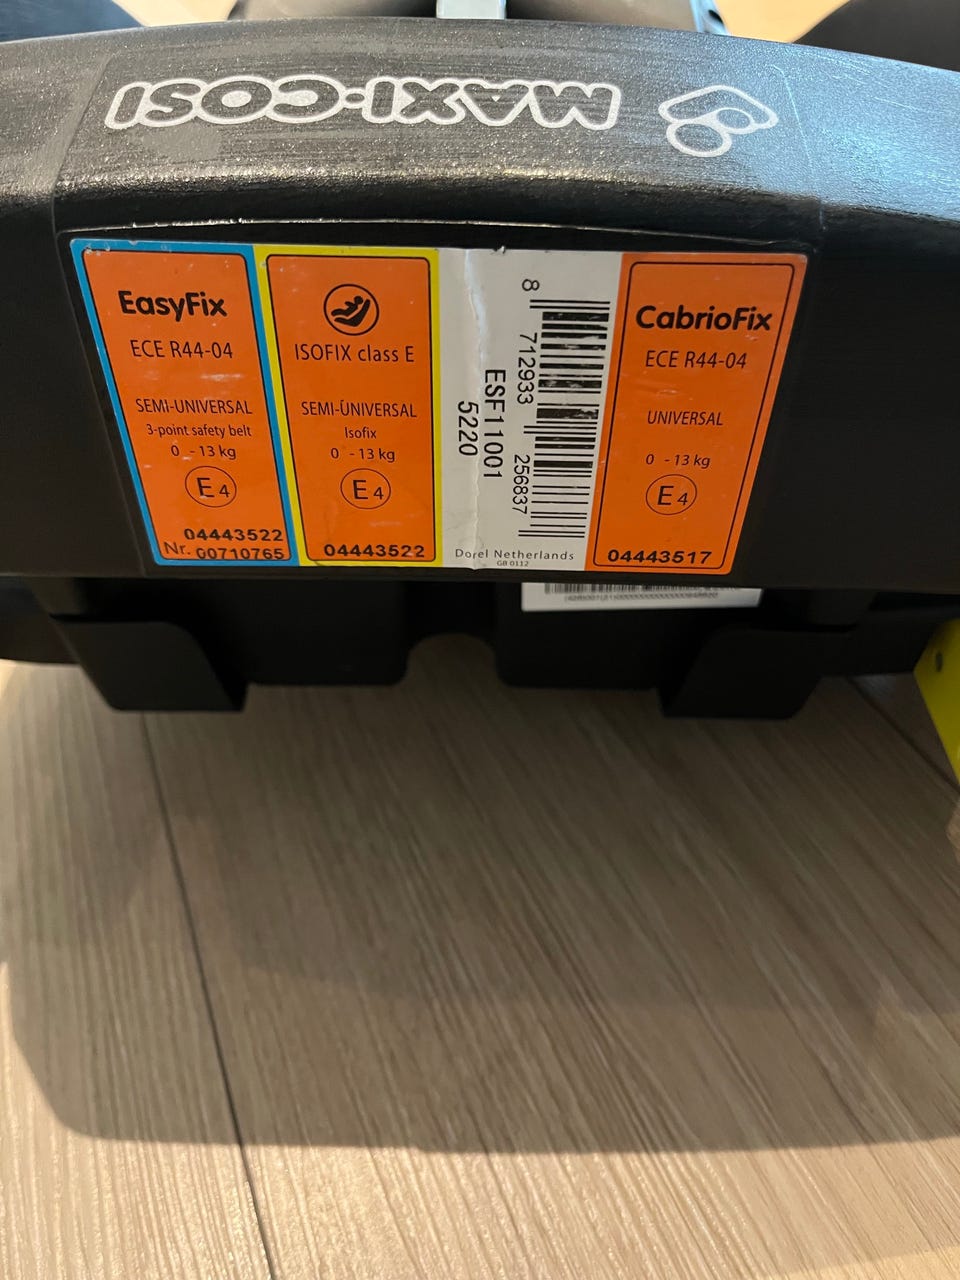 MAXI-COSI
EasyFix
ECE R44-04
SEMI-UNIVERSAL
3-point safety belt
0 - 13 kg
E4
04443522
Nr. 00710765
ISOFIX class E
SEMI-UNIVERSAL
Isofix
0 - 13 kg
E4
04443522
8 712933 256837
ESF11001
5220
Dorel Netherlands
GB 0112
CabrioFix
ECE R44-04
UNIVERSAL
0 - 13 kg
E4
04443517